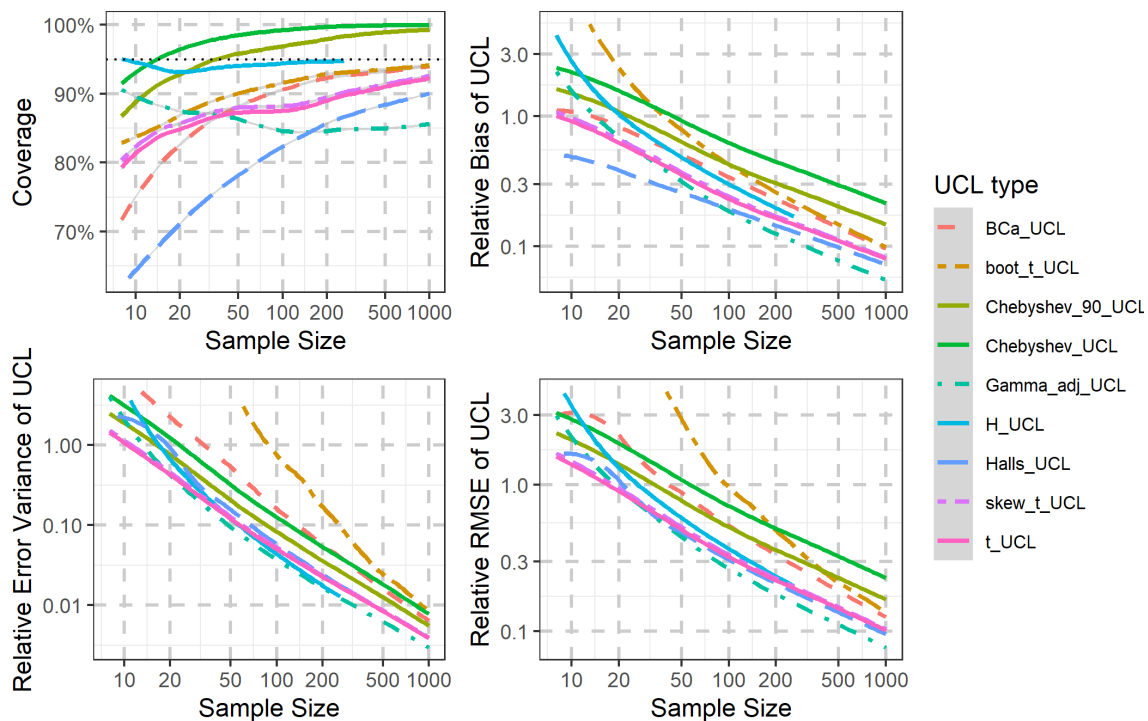 100%
90%
80%
70%
Coverage
10 20 50 100 200 500 1000
Sample Size
3.0
1.0
0.3
0.1
Relative Bias of UCL
10 20 50 100 200 500 1000
Sample Size
1.00
0.10
0.01
Relative Error Variance of UCL
10 20 50 100 200 500 1000
Sample Size
3.0
1.0
0.3
0.1
Relative RMSE of UCL
10 20 50 100 200 500 1000
Sample Size
UCL type
BCa_UCL
boot_t_UCL
Chebyshev_90_UCL
Chebyshev_UCL
Gamma_adj_UCL
H_UCL
Halls_UCL
skew_t_UCL
t_UCL